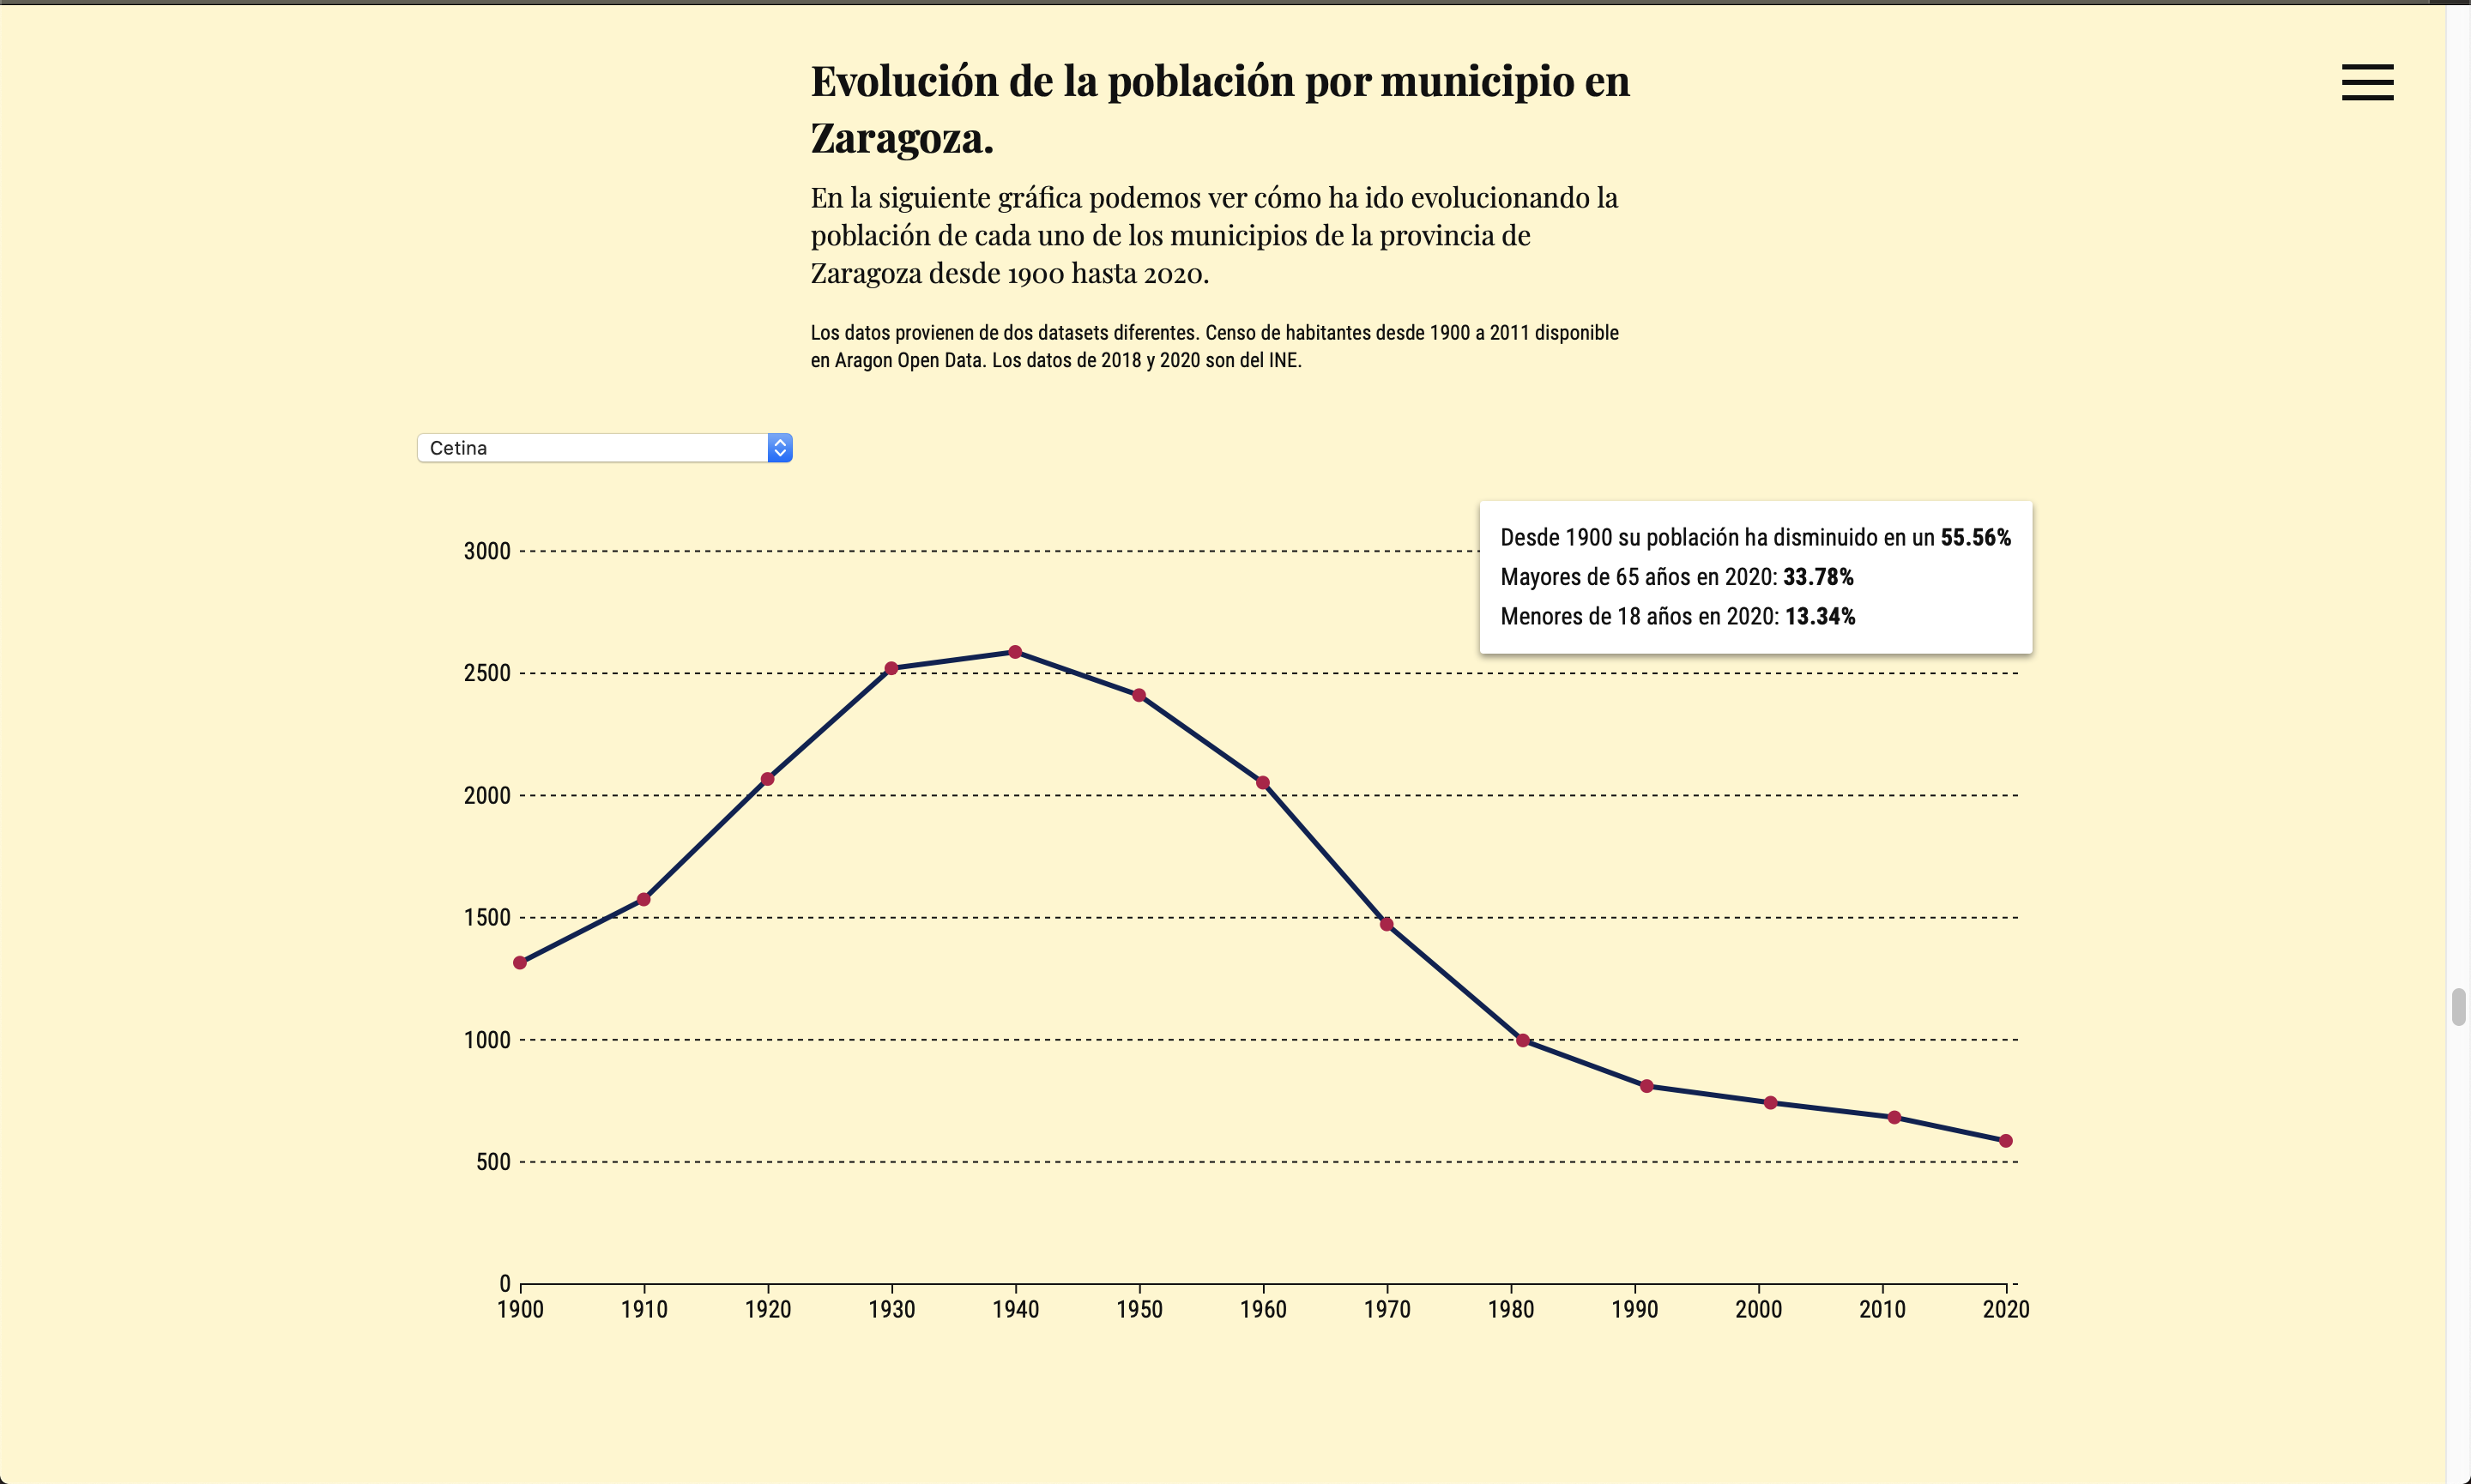 Evolución de la población por municipio en
Zaragoza.
En la siguiente gráfica podemos ver cómo ha ido evolucionando la
población de cada uno de los municipios de la provincia de
Zaragoza desde 1900 hasta 2020.
Los datos provienen de dos datasets diferentes. Censo de habitantes desde 1900 a 2011 disponible
en Aragon Open Data. Los datos de 2018 y 2020 son del INE.
Cetina
Desde 1900 su población ha disminuido en un 55.56%
Mayores de 65 años en 2020: 33.78%
Menores de 18 años en 2020: 13.34%
3000
2500
2000
1500
1000
500
0
1900 1910 1920 1930 1940 1950 1960 1970 1980 1990 2000 2010 2020